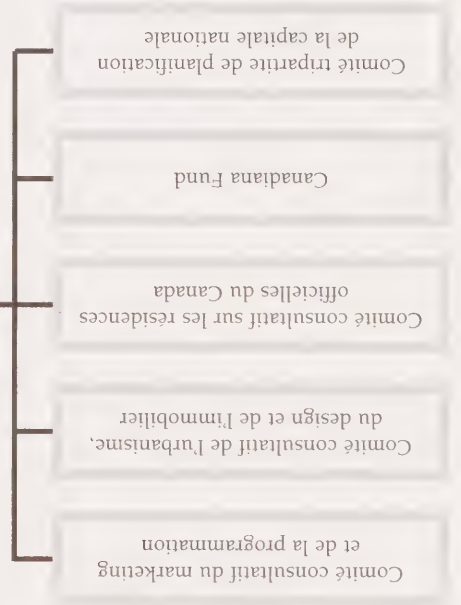 Comité consultatif du marketing
et de la programmation
Comité consultatif de l'urbanisme,
du design et de l'immobilier
Comité consultatif sur les résidences
officielles du Canada
Canadiana Fund
Comité tripartite de planification
de la capitale nationale